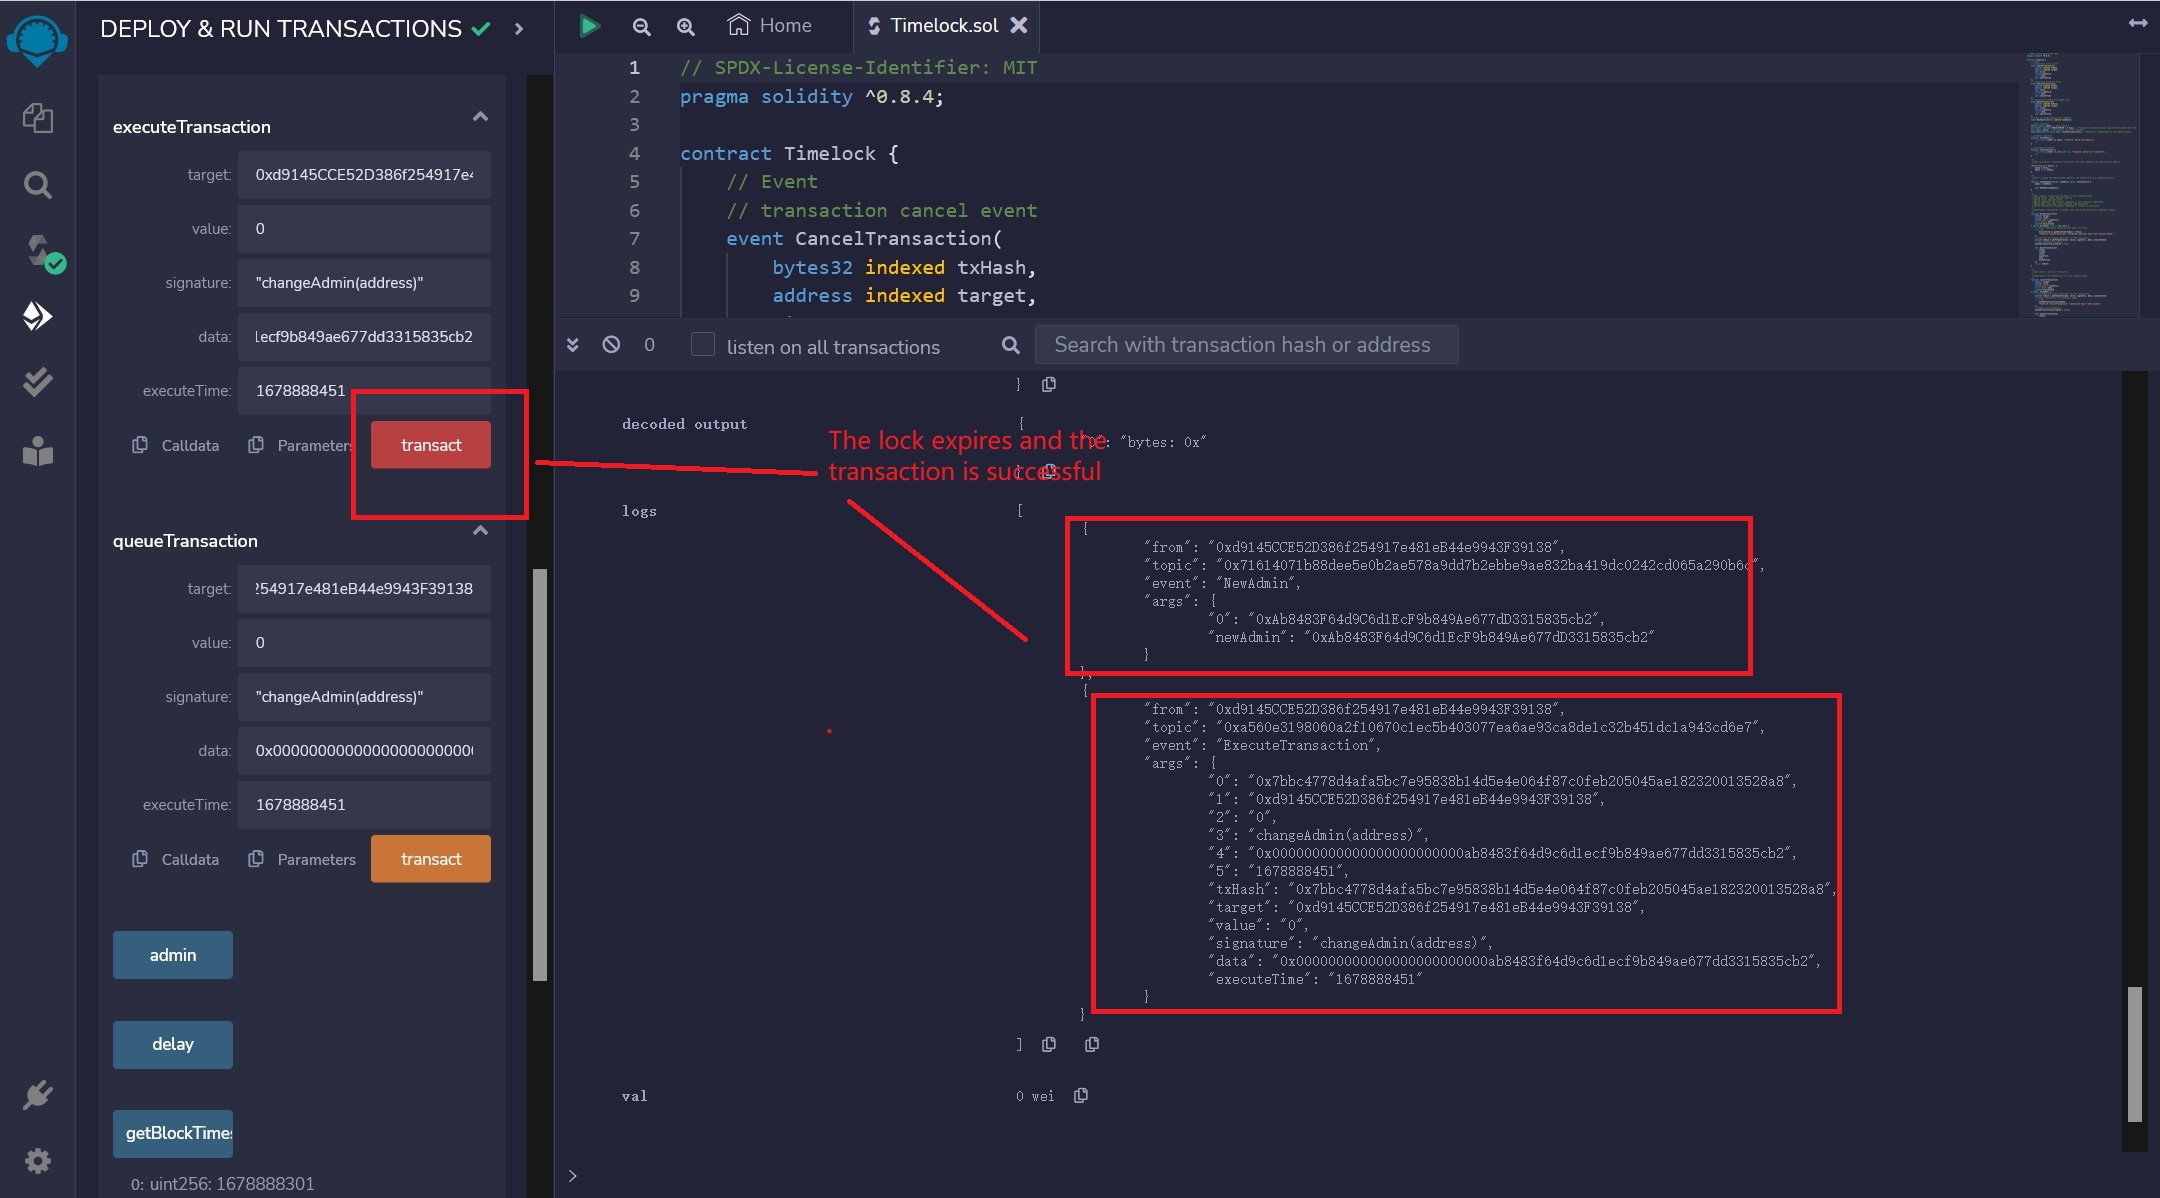 DEPLOY & RUN TRANSACTIONS
executeTransaction
target: 0xd9145CCE52D386f254917e4
value: 0
signature: "changeAdmin(address)"
data: lecf9b849ae677dd3315835cb2
executeTime: 1678888451
Calldata Parameters transact
queueTransaction
target: 254917e481eB44e9943F39138
value: 0
signature: "changeAdmin(address)"
data: 0x0000000000000000000000
executeTime: 1678888451
Calldata Parameters transact
admin
delay
getBlockTimes
0: uint256: 1678888301
Home Timelock.sol
1 // SPDX-License-Identifier: MIT
2 pragma solidity ^0.8.4;
3
4 contract Timelock {
5 // Event
6 // transaction cancel event
7 event CancelTransaction(
8 bytes32 indexed txHash,
9 address indexed target,
0 listen on all transactions Search with transaction hash or address
}
decoded output {
"0": "bytes: 0x"
}
The lock expires and the
transaction is successful
logs [
{
"from": "0xd9145CCE52D386f254917e481eB44e9943F39138",
"topic": "0x71614071b88dee5e0b2ae578a9dd7b2ebbe9ae832ba419dc0242cd065a290b6c",
"event": "NewAdmin",
"args": {
"0": "0xAb8483F64d9C6d1EcF9b849Ae677dD3315835cb2",
"newAdmin": "0xAb8483F64d9C6d1EcF9b849Ae677dD3315835cb2"
}
},
{
"from": "0xd9145CCE52D386f254917e481eB44e9943F39138",
"topic": "0xa560e3198060a2f10670c1ec5b403077ea6ae93ca8de1c32b451dc1a943cd6e7",
"event": "ExecuteTransaction",
"args": {
"0": "0x7bbc4778d4afa5bc7e95838b14d5e4e064f87c0feb205045ae182320013528a8",
"1": "0xd9145CCE52D386f254917e481eB44e9943F39138",
"2": "0",
"3": "changeAdmin(address)",
"4": "0x000000000000000000000000ab8483f64d9c6d1ecf9b849ae677dd3315835cb2",
"5": "1678888451",
"txHash": "0x7bbc4778d4afa5bc7e95838b14d5e4e064f87c0feb205045ae182320013528a8",
"target": "0xd9145CCE52D386f254917e481eB44e9943F39138",
"value": "0",
"signature": "changeAdmin(address)",
"data": "0x000000000000000000000000ab8483f64d9c6d1ecf9b849ae677dd3315835cb2",
"executeTime": "1678888451"
}
}
]
val 0 wei
>